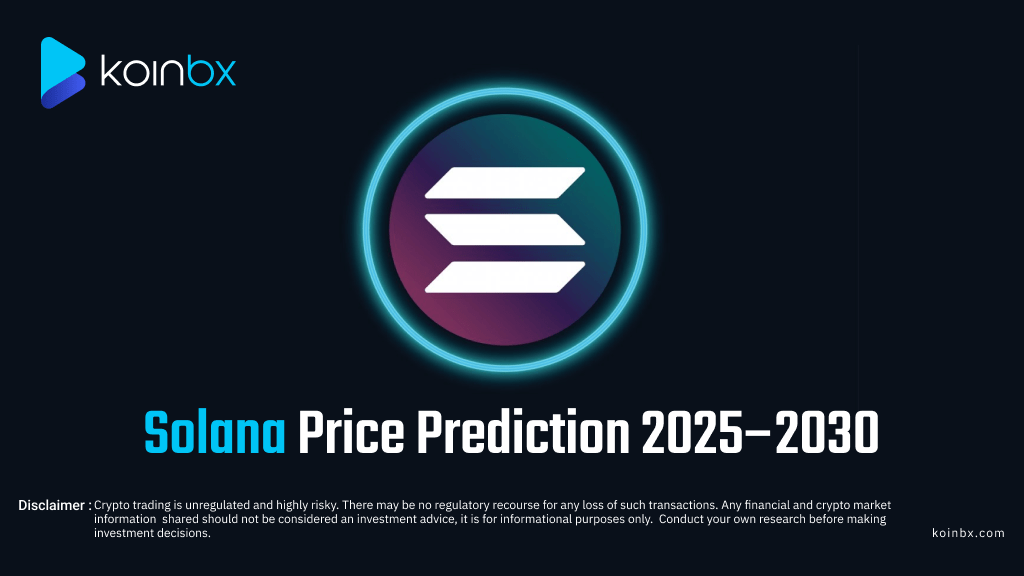 koinbx
Solana Price Prediction 2025–2030
Disclaimer : Crypto trading is unregulated and highly risky. There may be no regulatory recourse for any loss of such transactions. Any financial and crypto market
information shared should not be considered an investment advice, it is for informational purposes only. Conduct your own research before making
investment decisions.
koinbx.com